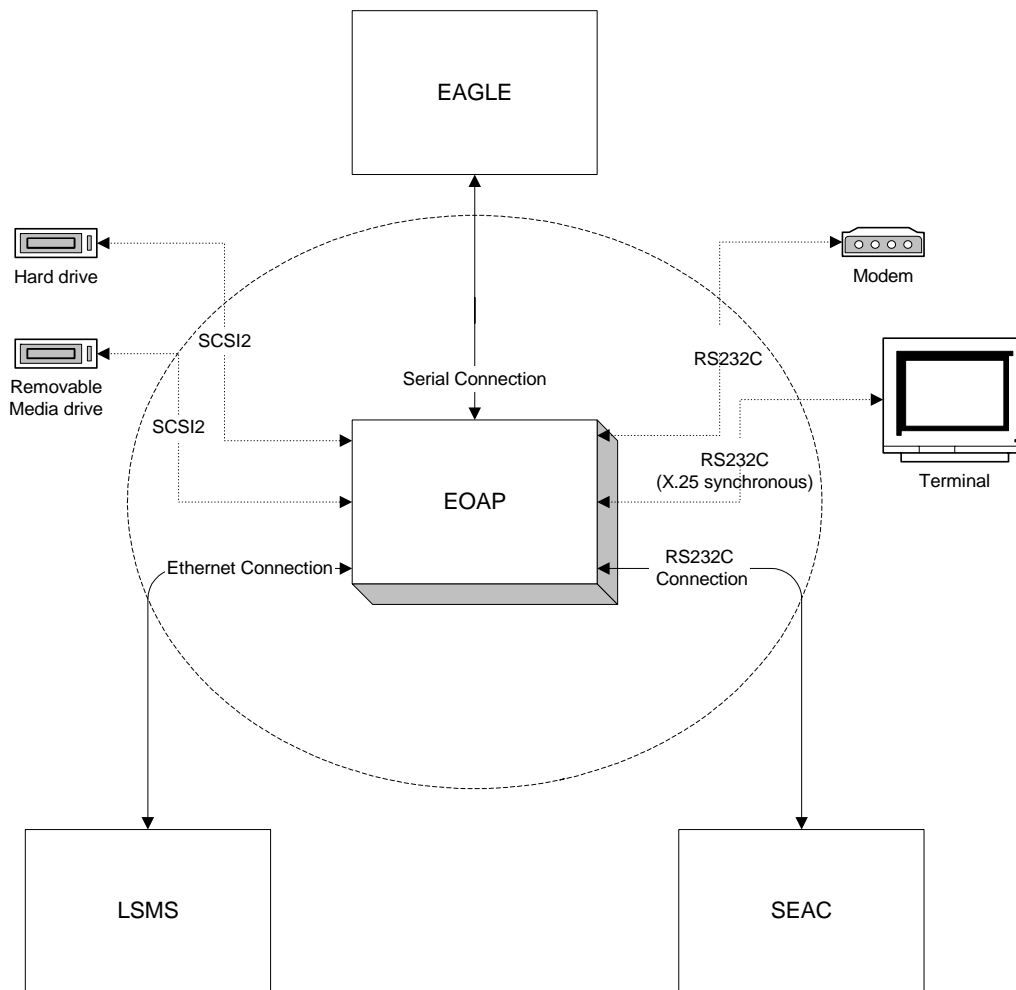 EAGLE
Hard drive
Modem
SCSI2
RS232C
Removable
Media drive
Serial Connection
SCSI2
RS232C
(X.25 synchronous)
Terminal
EOAP
Ethernet Connection
RS232C
Connection
LSMS
SEAC